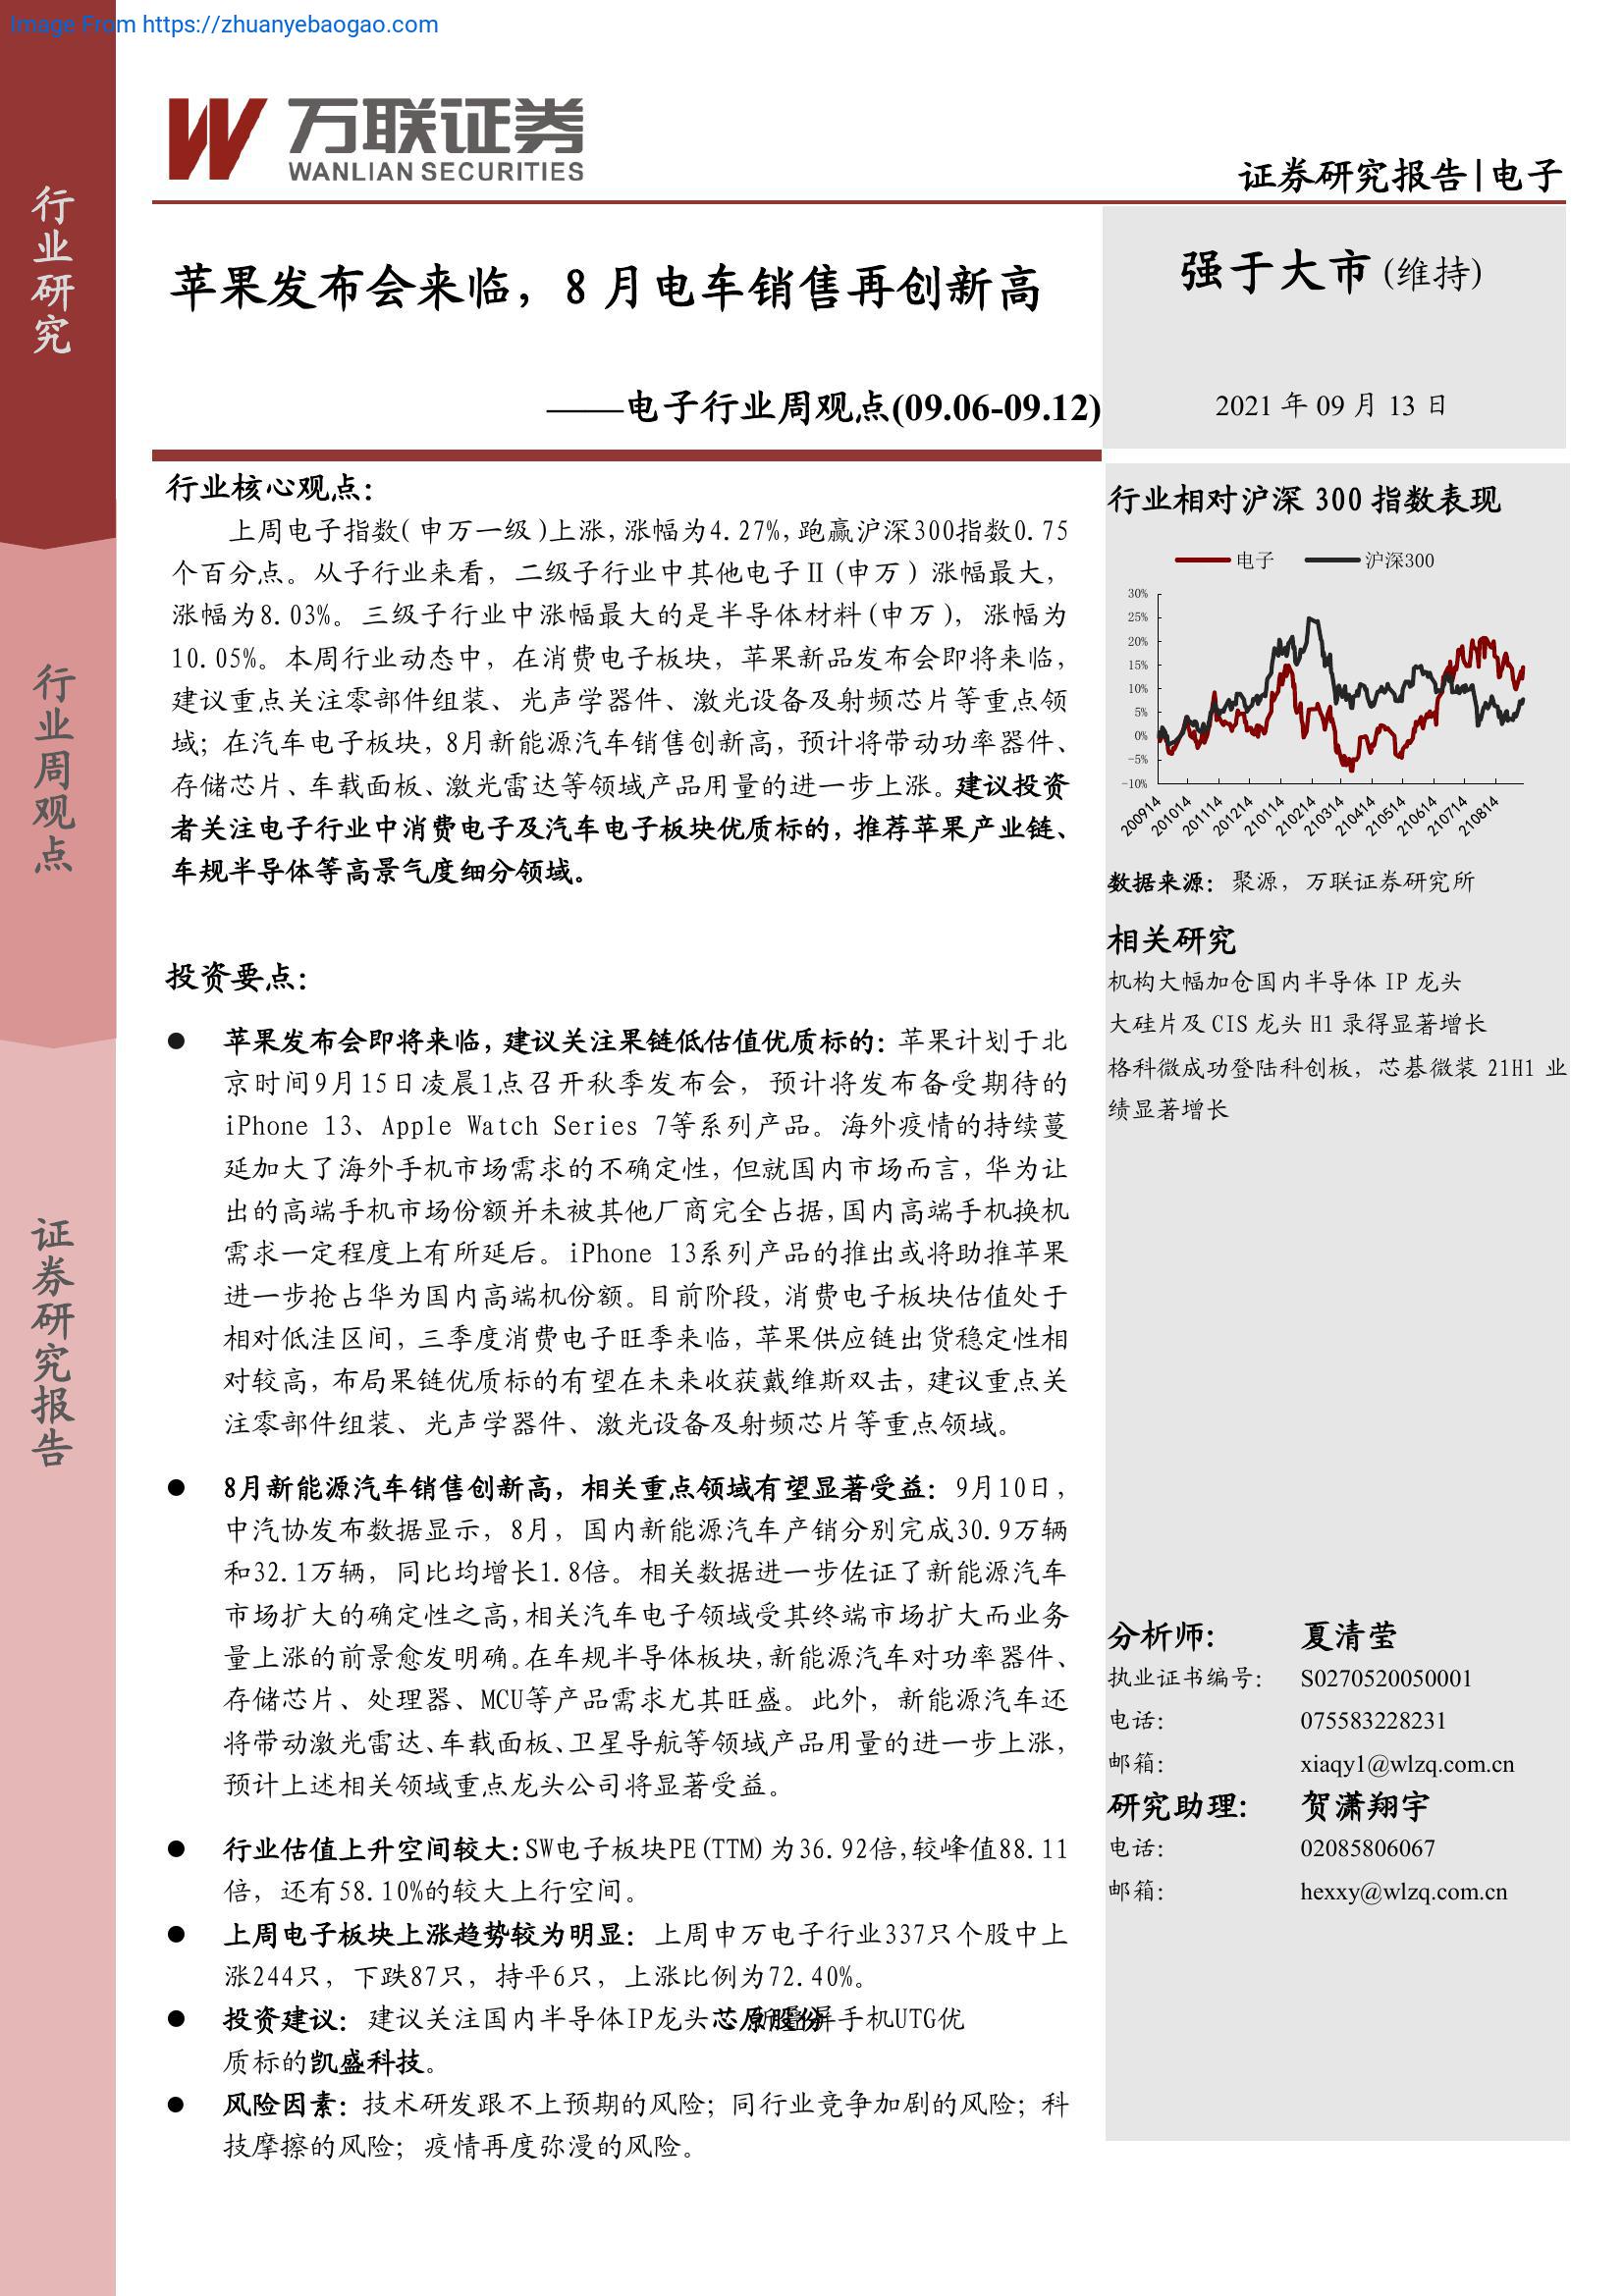 Image From https://zhuanyebaogao.com
万联证券
WANLIAN SECURITIES
证券研究报告|电子
行业研究
行业周观点
证券研究报告
苹果发布会来临，8 月电车销售再创新高
——电子行业周观点(09.06-09.12)
强于大市(维持)
2021 年 09 月 13 日
行业核心观点：
上周电子指数(申万一级)上涨,涨幅为4.27%,跑赢沪深300指数0.75
个百分点。从子行业来看，二级子行业中其他电子Ⅱ(申万）涨幅最大，
涨幅为8.03%。三级子行业中涨幅最大的是半导体材料(申万)，涨幅为
10.05%。本周行业动态中，在消费电子板块，苹果新品发布会即将来临，
建议重点关注零部件组装、光声学器件、激光设备及射频芯片等重点领
域；在汽车电子板块，8月新能源汽车销售创新高，预计将带动功率器件、
存储芯片、车载面板、激光雷达等领域产品用量的进一步上涨。建议投资
者关注电子行业中消费电子及汽车电子板块优质标的，推荐苹果产业链、
车规半导体等高景气度细分领域。
投资要点：
● 苹果发布会即将来临，建议关注果链低估值优质标的：苹果计划于北
京时间9月15日凌晨1点召开秋季发布会，预计将发布备受期待的
iPhone 13、Apple Watch Series 7等系列产品。海外疫情的持续蔓
延加大了海外手机市场需求的不确定性，但就国内市场而言，华为让
出的高端手机市场份额并未被其他厂商完全占据，国内高端手机换机
需求一定程度上有所延后。iPhone 13系列产品的推出或将助推苹果
进一步抢占华为国内高端机份额。目前阶段，消费电子板块估值处于
相对低洼区间，三季度消费电子旺季来临，苹果供应链出货稳定性相
对较高，布局果链优质标的有望在未来收获戴维斯双击，建议重点关
注零部件组装、光声学器件、激光设备及射频芯片等重点领域。
● 8月新能源汽车销售创新高，相关重点领域有望显著受益：9月10日，
中汽协发布数据显示，8月，国内新能源汽车产销分别完成30.9万辆
和32.1万辆，同比均增长1.8倍。相关数据进一步佐证了新能源汽车
市场扩大的确定性之高，相关汽车电子领域受其终端市场扩大而业务
量上涨的前景愈发明确。在车规半导体板块，新能源汽车对功率器件、
存储芯片、处理器、MCU等产品需求尤其旺盛。此外，新能源汽车还
将带动激光雷达、车载面板、卫星导航等领域产品用量的进一步上涨，
预计上述相关领域重点龙头公司将显著受益。
● 行业估值上升空间较大：SW电子板块PE(TTM)为36.92倍,较峰值88.11
倍，还有58.10%的较大上行空间。
● 上周电子板块上涨趋势较为明显：上周申万电子行业337只个股中上
涨244只，下跌87只，持平6只，上涨比例为72.40%。
● 投资建议：建议关注国内半导体IP龙头芯原股份屏手机UTG优
质标的凯盛科技。
● 风险因素：技术研发跟不上预期的风险；同行业竞争加剧的风险；科
技摩擦的风险；疫情再度弥漫的风险。
行业相对沪深 300 指数表现
电子 沪深300
30%
25%
20%
15%
10%
5%
0%
-5%
-10%
200914 201014 201114 201214 210114 210214 210314 210414 210514 210614 210714 210814
数据来源：聚源，万联证券研究所
相关研究
机构大幅加仓国内半导体 IP 龙头
大硅片及 CIS 龙头 H1 录得显著增长
格科微成功登陆科创板，芯碁微装 21H1 业
绩显著增长
分析师： 夏清莹
执业证书编号： S0270520050001
电话： 075583228231
邮箱： xiaqy1@wlzq.com.cn
研究助理： 贺潇翔宇
电话： 02085806067
邮箱： hexxy@wlzq.com.cn